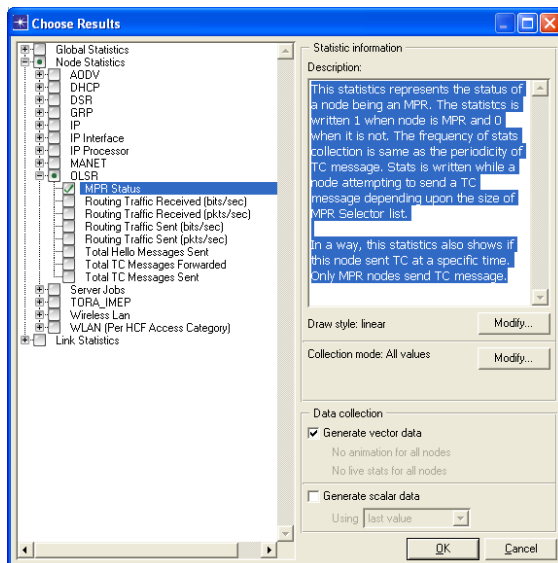 Choose Results
Global Statistics
Node Statistics
AODV
DHCP
DSR
GRP
IP
IP Interface
IP Processor
MANET
OLSR
MPR Status
Routing Traffic Received (bits/sec)
Routing Traffic Received (pkts/sec)
Routing Traffic Sent (bits/sec)
Routing Traffic Sent (pkts/sec)
Total Hello Messages Sent
Total TC Messages Forwarded
Total TC Messages Sent
Server Jobs
TORA_IMEP
Wireless Lan
WLAN (Per HCF Access Category)
Link Statistics
Statistic information
Description:
This statistics represents the status of
a node being an MPR. The statistcs is
written 1 when node is MPR and 0
when it is not. The frequency of stats
collection is same as the periodicity of
TC message. Stats is written while a
node attempting to send a TC
message depending upon the size of
MPR Selector list.
In a way, this statistics also shows if
this node sent TC at a specific time.
Only MPR nodes send TC message.
Draw style: linear
Modify...
Collection mode: All values
Modify...
Data collection
Generate vector data
No animation for all nodes
No live stats for all nodes
Generate scalar data
Using
last value
OK
Cancel